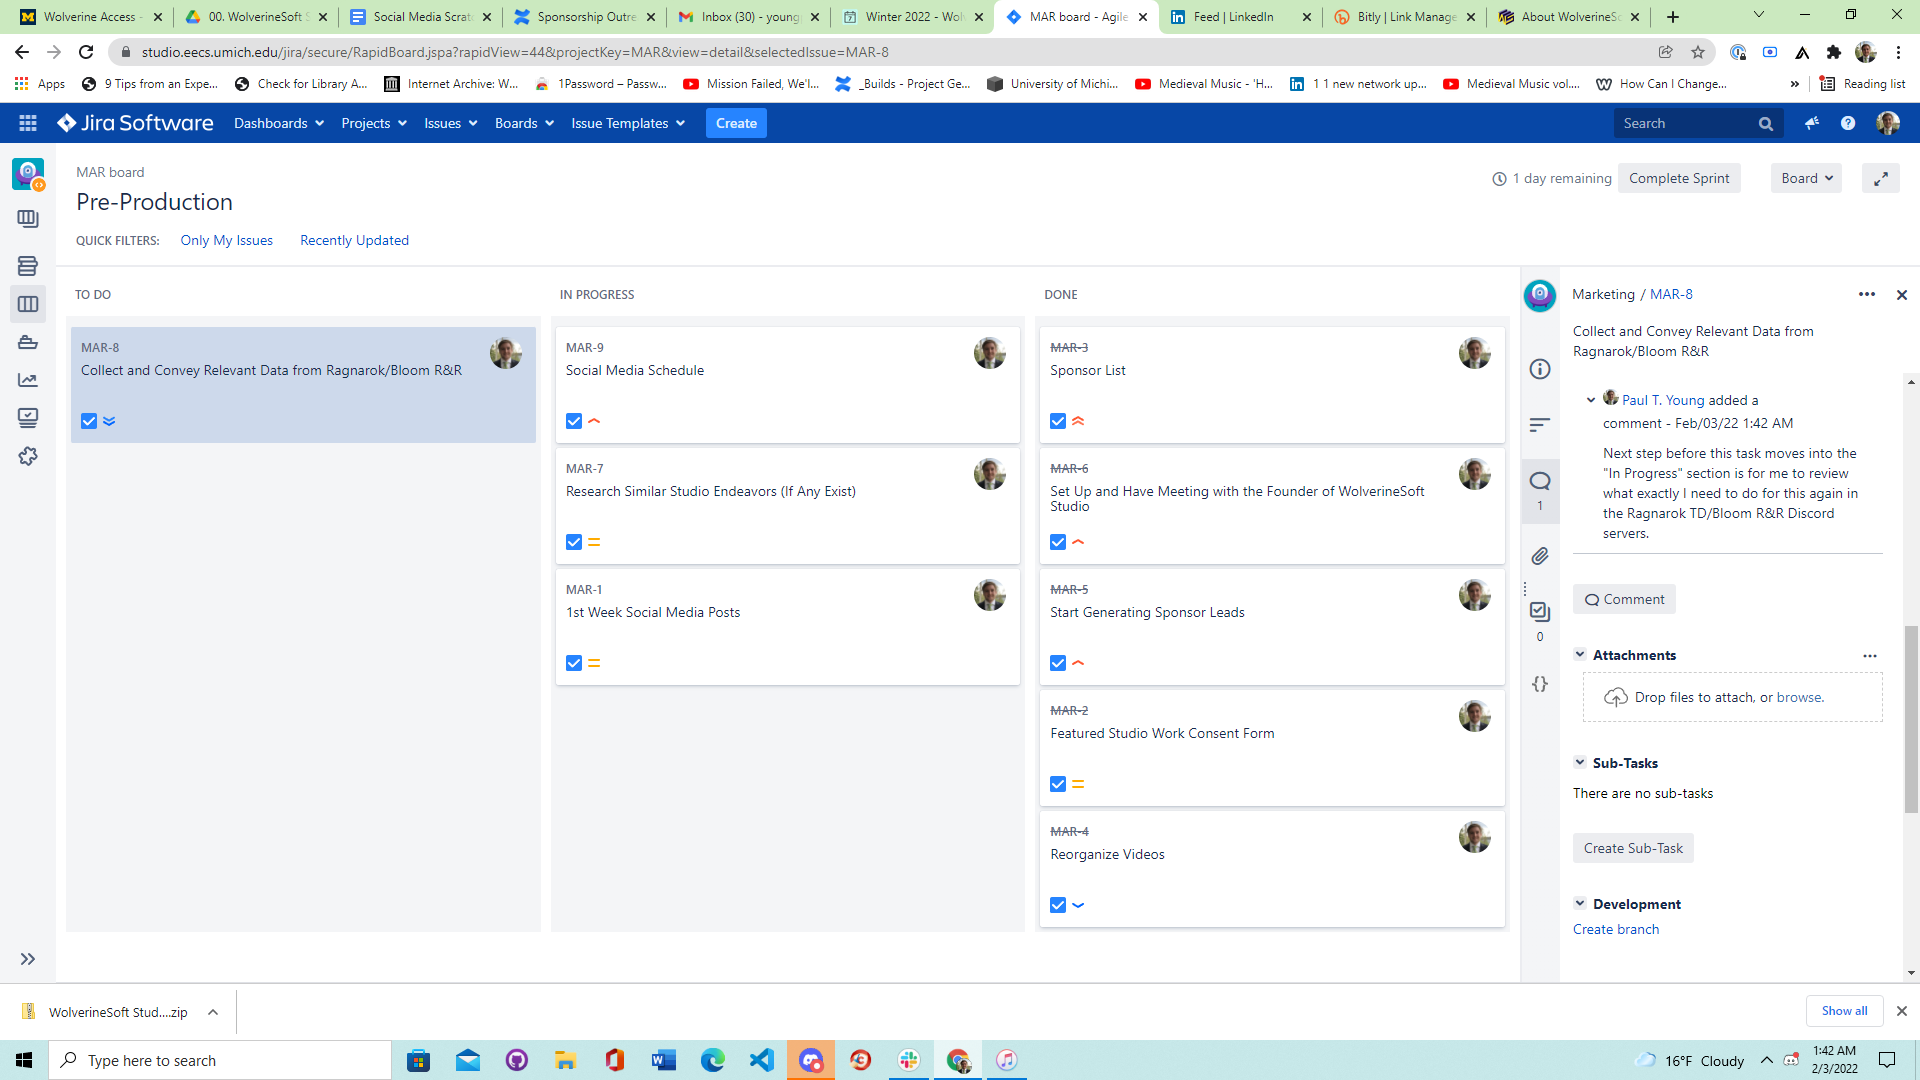 Wolverine Access -
00. WolverineSoft S
Social Media Scrat
Sponsorship Outre
Inbox (30) - young
Winter 2022 - Wol
MAR board - Agile
Feed | LinkedIn
Bitly | Link Manage
About WolverineSo
studio.eecs.umich.edu/jira/secure/RapidBoard.jspa?rapidView=44&projectKey=MAR&view=detail&selectedIssue=MAR-8
Apps
9 Tips from an Expe...
Check for Library A...
Internet Archive: W...
1Password – Passw...
Mission Failed, We'l...
_Builds - Project Ge...
University of Michi...
Medieval Music - 'H...
1 1 new network up...
Medieval Music vol....
How Can I Change...
»
Reading list
Jira Software
Dashboards
Projects
Issues
Boards
Issue Templates
Create
Search
MAR board
Pre-Production
1 day remaining
Complete Sprint
Board
QUICK FILTERS:
Only My Issues
Recently Updated
TO DO
MAR-8
Collect and Convey Relevant Data from Ragnarok/Bloom R&R
IN PROGRESS
MAR-9
Social Media Schedule
MAR-7
Research Similar Studio Endeavors (If Any Exist)
MAR-1
1st Week Social Media Posts
DONE
MAR-3
Sponsor List
MAR-6
Set Up and Have Meeting with the Founder of WolverineSoft
Studio
MAR-5
Start Generating Sponsor Leads
MAR-2
Featured Studio Work Consent Form
MAR-4
Reorganize Videos
1
0
Marketing / MAR-8
Collect and Convey Relevant Data from
Ragnarok/Bloom R&R
Paul T. Young added a
comment - Feb/03/22 1:42 AM
Next step before this task moves into the
"In Progress" section is for me to review
what exactly I need to do for this again in
the Ragnarok TD/Bloom R&R Discord
servers.
Comment
Attachments
Drop files to attach, or browse.
Sub-Tasks
There are no sub-tasks
Create Sub-Task
Development
Create branch
WolverineSoft Stud....zip
Show all
Type here to search
16°F Cloudy
1:42 AM
2/3/2022